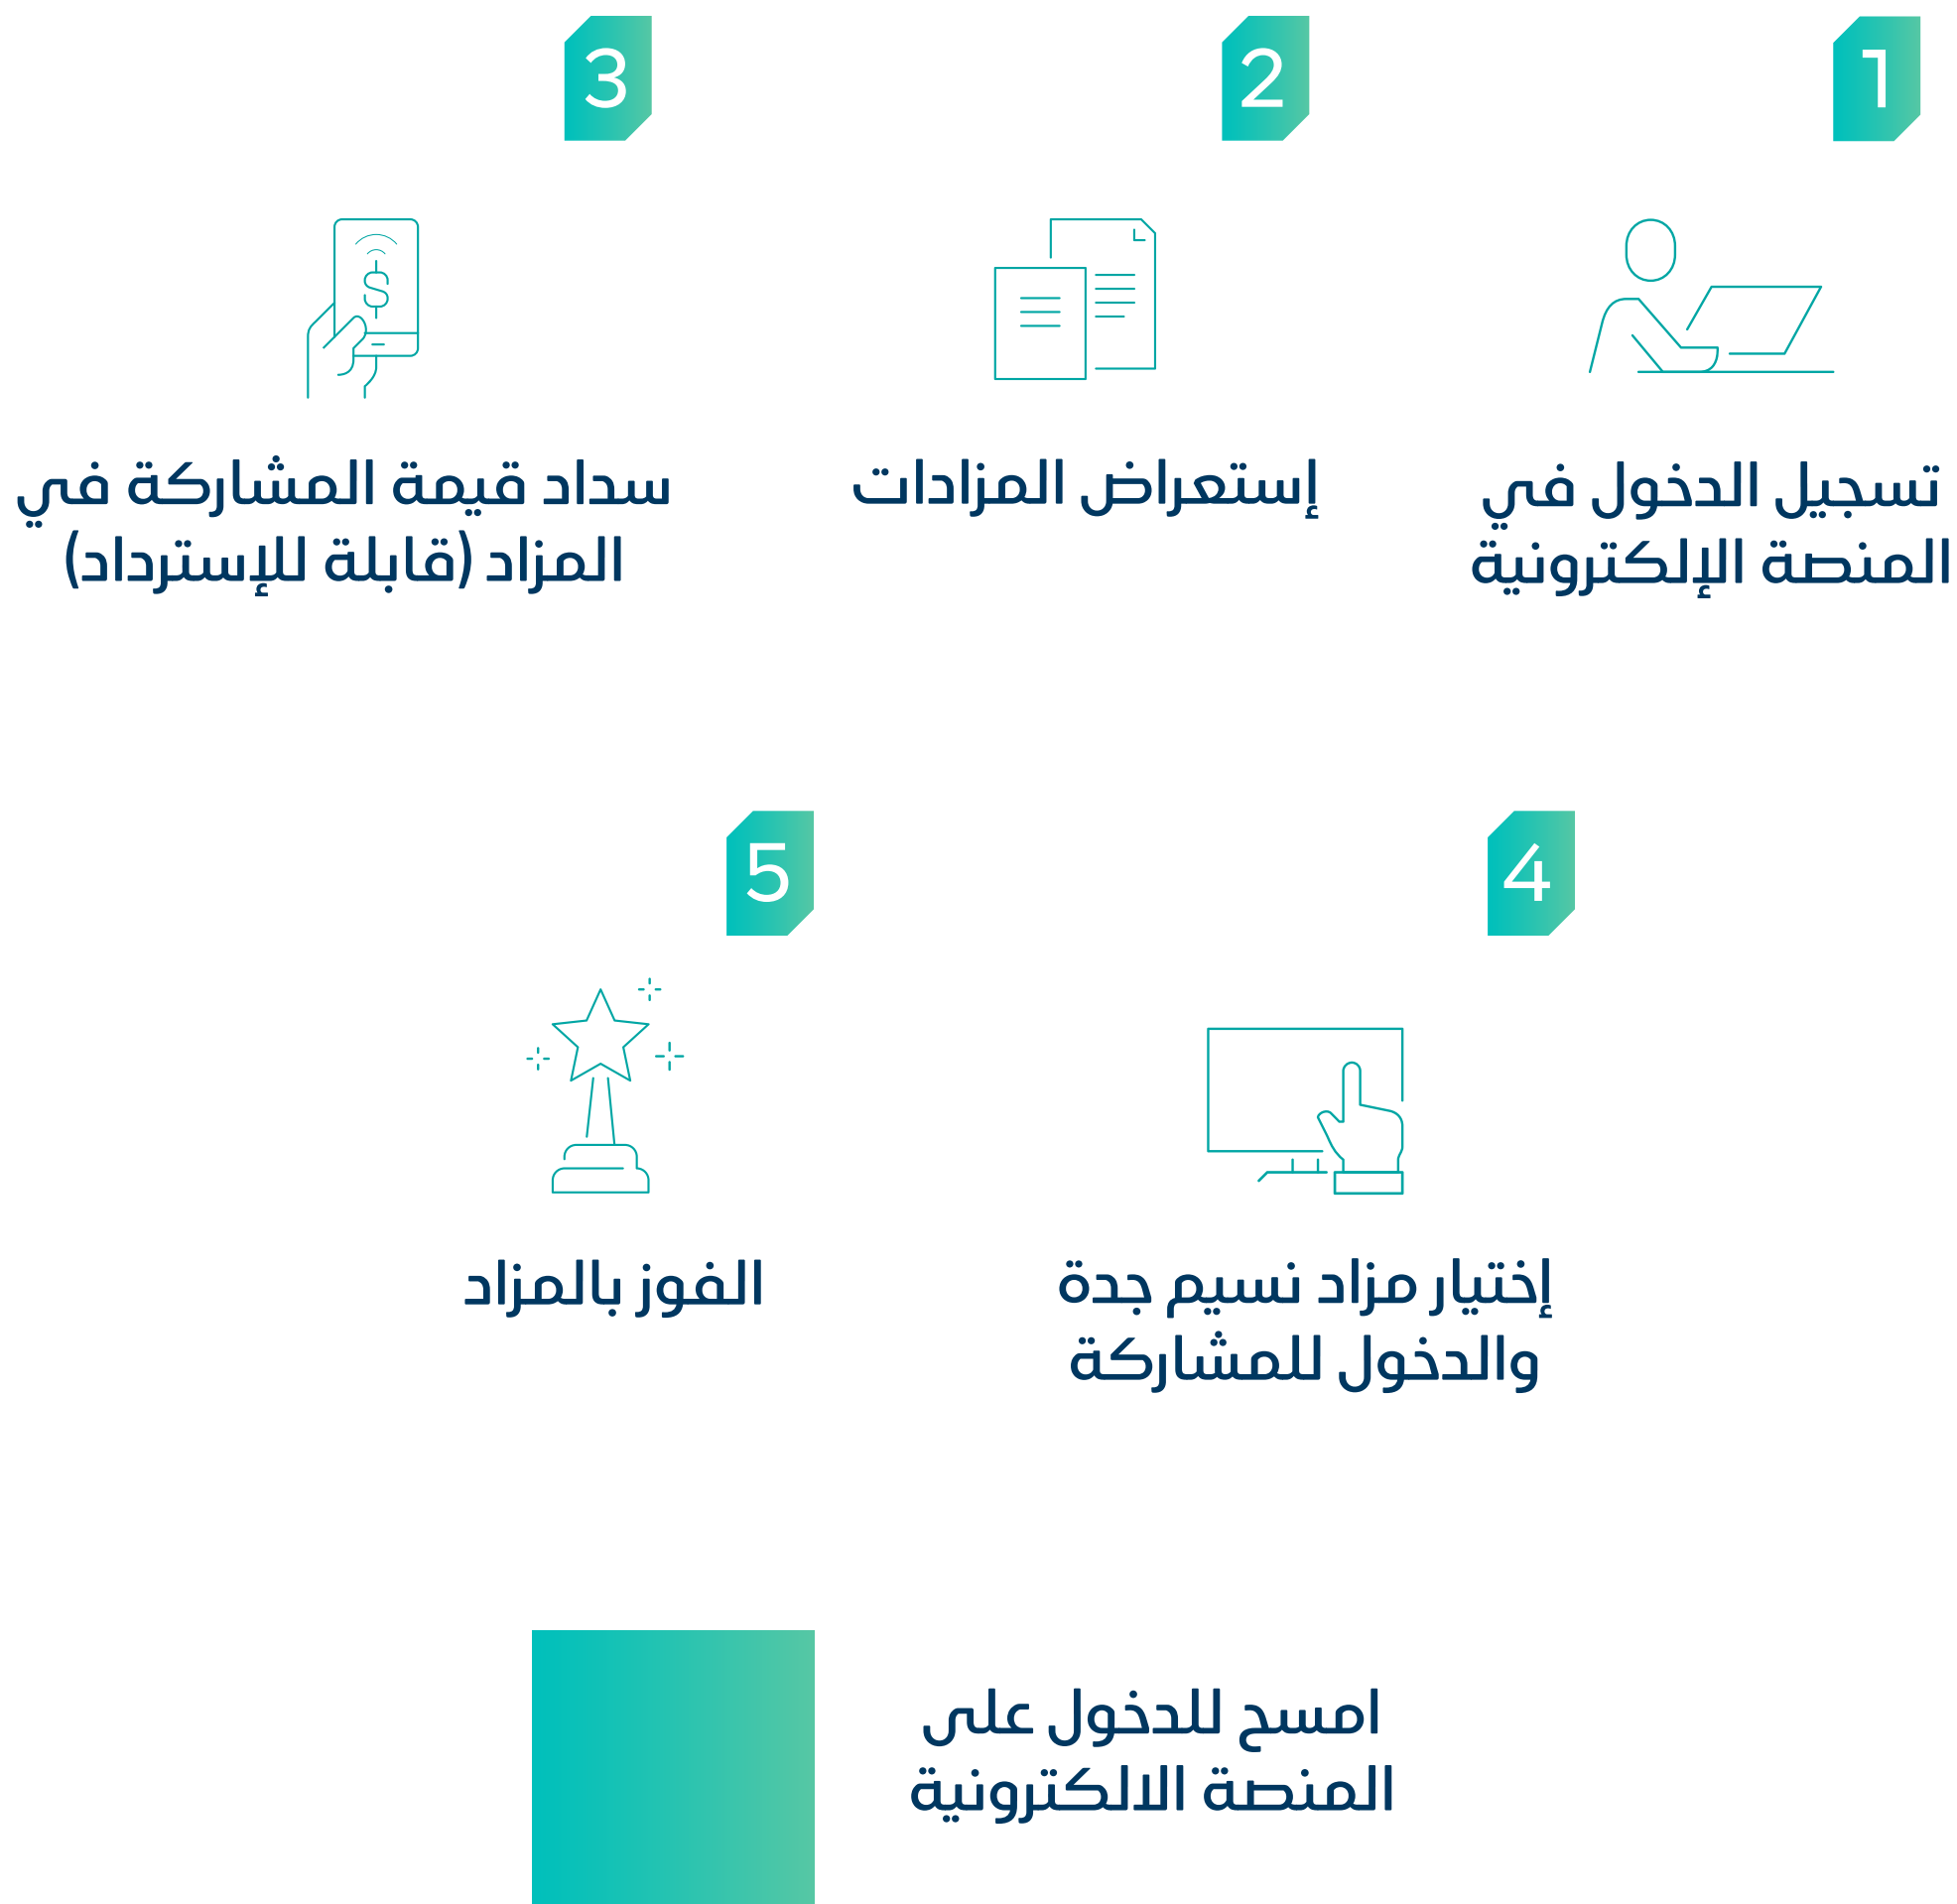 1
تسجيل الدخول في
المنصة الإلكترونية
2
إستعراض المزادات
3
سداد قيمة المشاركة في
المزاد (قابلة للإسترداد)
4
إختيار مزاد نسيم جدة
والدخول للمشاركة
5
الفوز بالمزاد
امسح للدخول على
المنصة الالكترونية